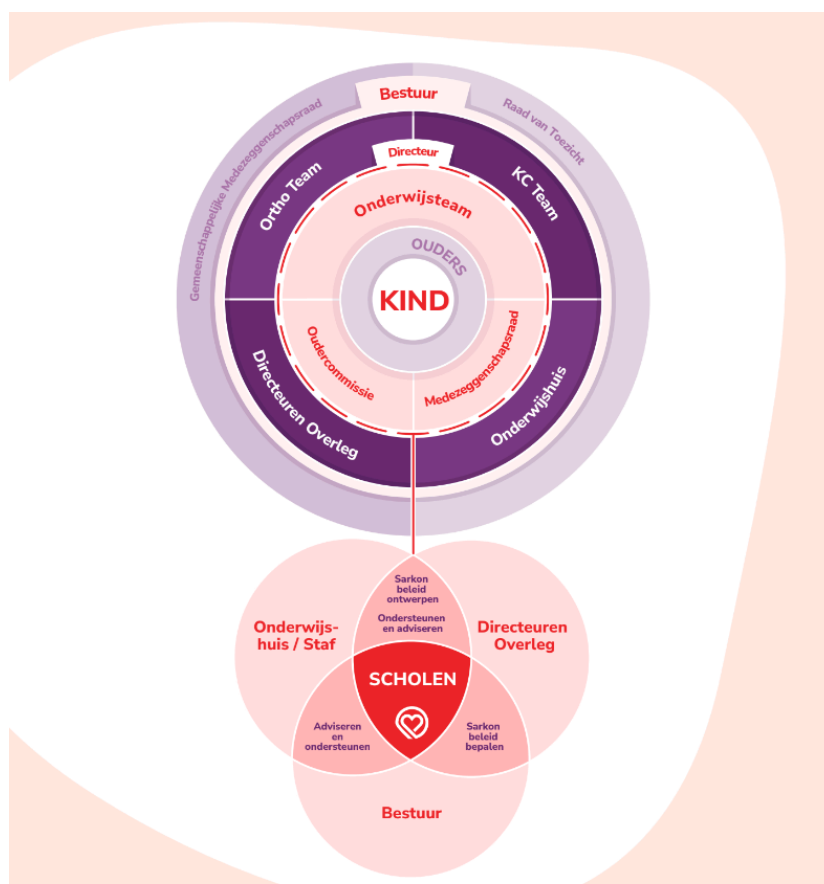 Bestuur
Gemeenschappelijke Medezeggenschapsraad
Raad van Toezicht
Directeur
Ortho Team
KC Team
Onderwijsteam
OUDERS
KIND
Oudercommissie
Medezeggenschapsraad
Directeuren Overleg
Onderwijshuis
Sarkon
beleid
ontwerpen
Ondersteunen
en adviseren
Onderwijs-
huis / Staf
Directeuren
Overleg
SCHOLEN
Adviseren
en
ondersteunen
Sarkon
beleid
bepalen
Bestuur